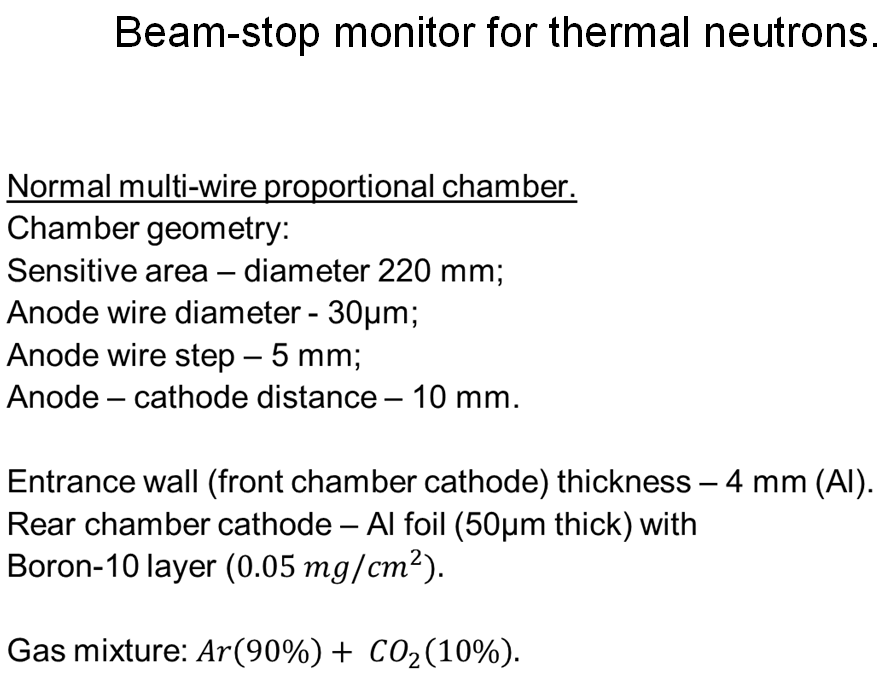 Beam-stop monitor for thermal neutrons.
Normal multi-wire proportional chamber.
Chamber geometry:
Sensitive area – diameter 220 mm;
Anode wire diameter - 30μm;
Anode wire step – 5 mm;
Anode – cathode distance – 10 mm.
Entrance wall (front chamber cathode) thickness – 4 mm (Al).
Rear chamber cathode – Al foil (50μm thick) with
Boron-10 layer (0.05 mg/cm²).
Gas mixture: Ar(90%) + CO₂(10%).